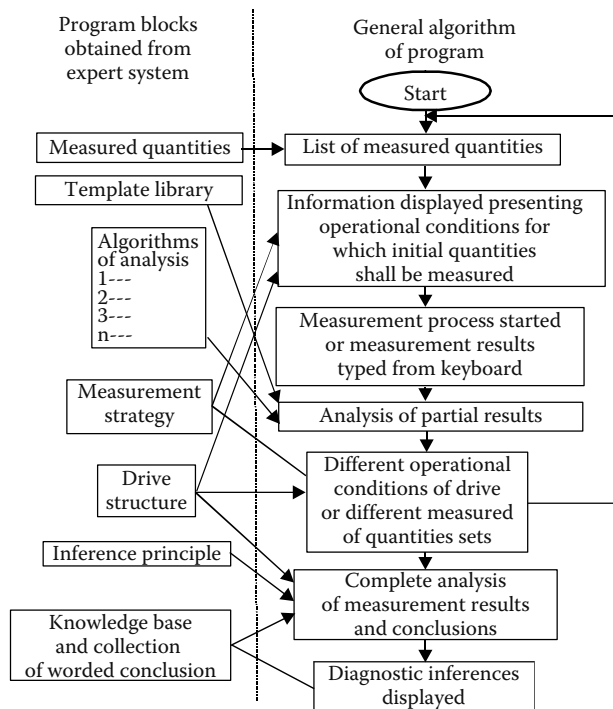 Program blocks
obtained from
expert system
General algorithm
of program
Start
Measured quantities
List of measured quantities
Template library
Information displayed presenting
operational conditions for
which initial quantities
shall be measured
Algorithms
of analysis
1---
2---
3---
n---
Measurement process started
or measurement results
typed from keyboard
Measurement
strategy
Analysis of partial results
Drive
structure
Different operational
conditions of drive
or different measured
of quantities sets
Inference principle
Complete analysis
of measurement results
and conclusions
Knowledge base
and collection
of worded conclusion
Diagnostic inferences
displayed